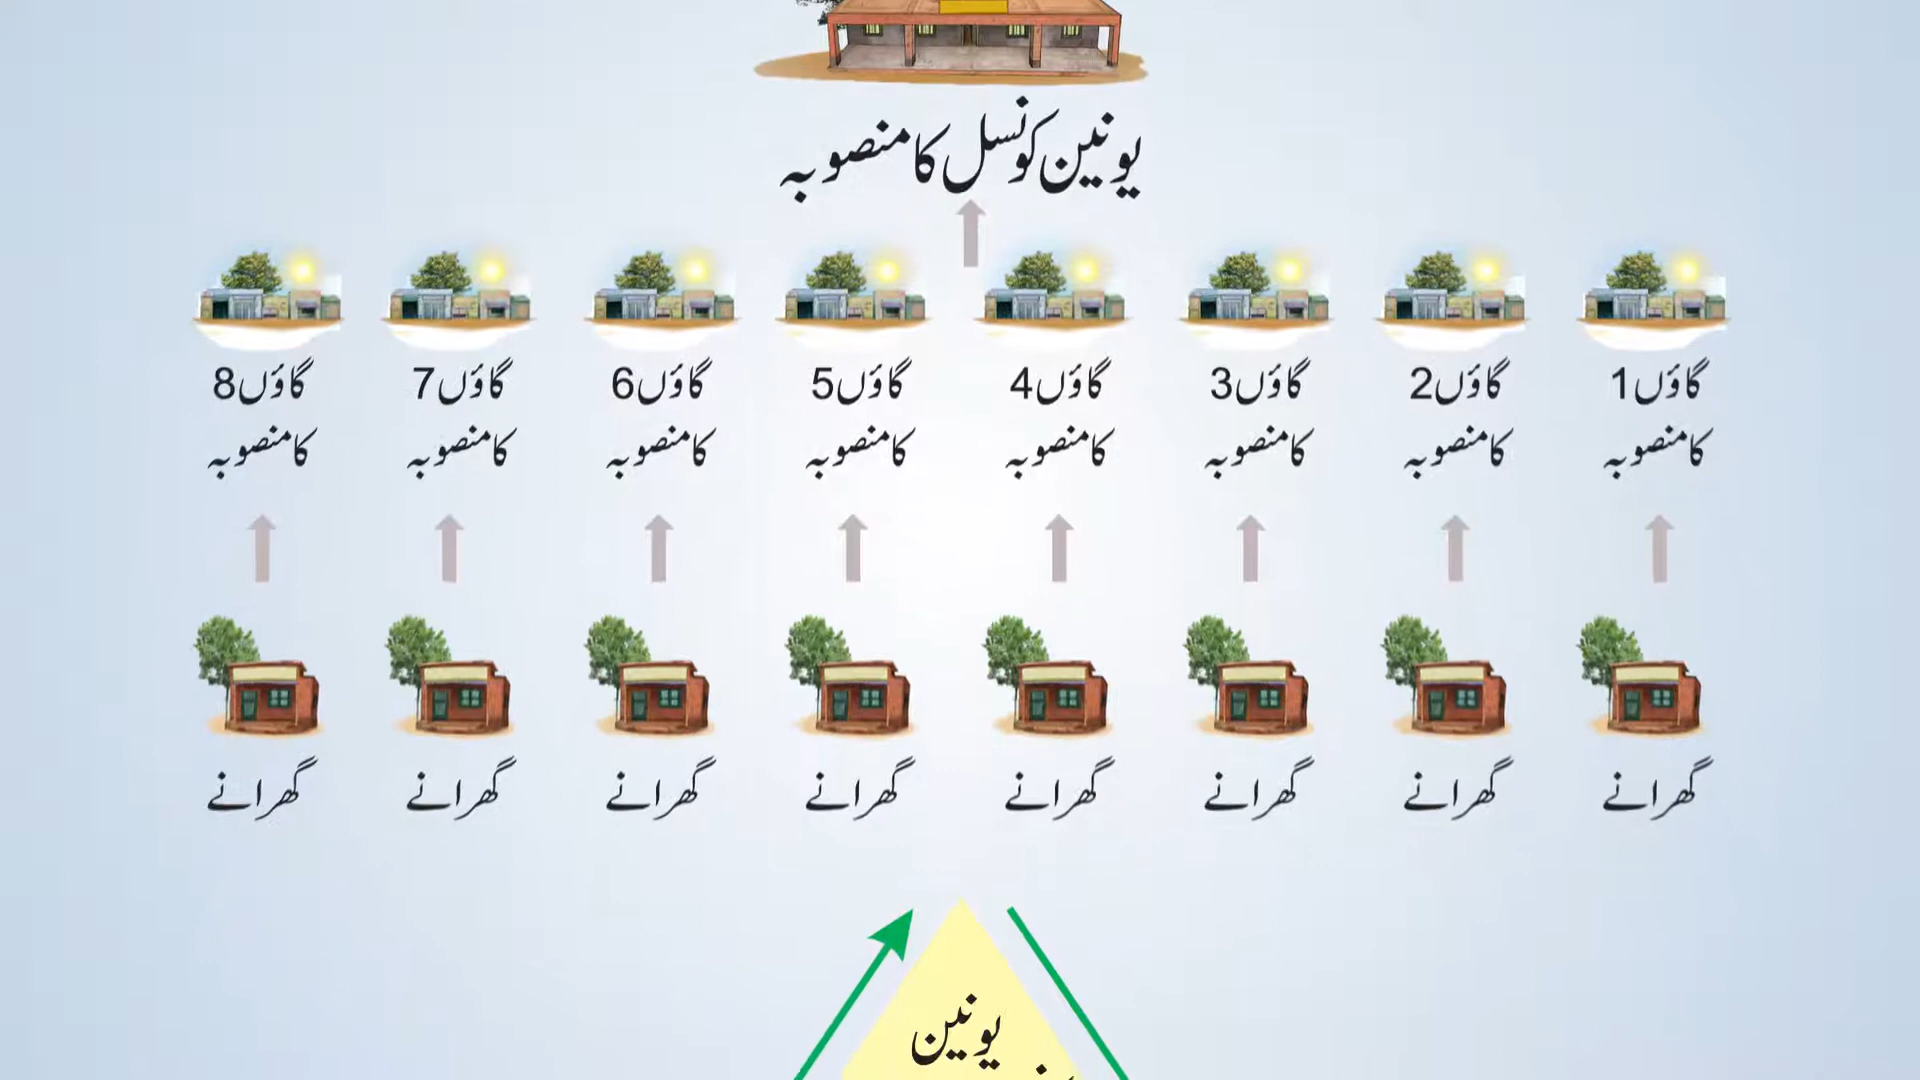 یونین کونسل کا منصوبہ
گاؤں 1 گاؤں 2 گاؤں 3 گاؤں 4 گاؤں 5 گاؤں 6 گاؤں 7 گاؤں 8
کا منصوبہ کا منصوبہ کا منصوبہ کا منصوبہ کا منصوبہ کا منصوبہ کا منصوبہ کا منصوبہ
گھرانے گھرانے گھرانے گھرانے گھرانے گھرانے گھرانے گھرانے
یونین